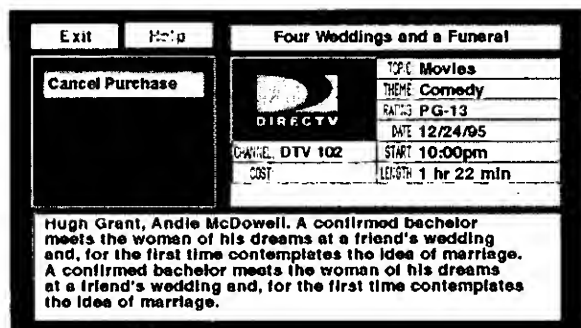 Exit Help Four Weddings and a Funeral
Cancel Purchase
DIRECTV
TOPIC Movies
THEME Comedy
RATING PG-13
DATE 12/24/95
CHANNEL DTV 102 START 10:00pm
COST LENGTH 1 hr 22 min
Hugh Grant, Andie McDowell. A confirmed bachelor
meets the woman of his dreams at a friend's wedding
and, for the first time contemplates the idea of marriage.
A confirmed bachelor meets the woman of his dreams
at a friend's wedding and, for the first time contemplates
the idea of marriage.